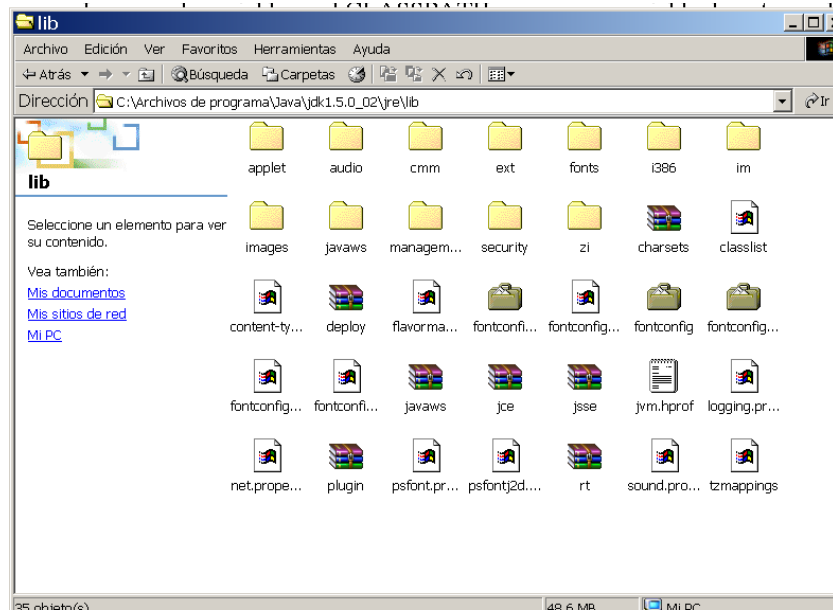 CLASSPATH
lib
Archivo Edición Ver Favoritos Herramientas Ayuda
Atrás Búsqueda Carpetas
Dirección C:\Archivos de programa\Java\jdk1.5.0_02\jre\lib Ir
lib
Seleccione un elemento para ver
su contenido.
Vea también:
Mis documentos
Mis sitios de red
Mi PC
applet audio cmm ext fonts i386 im
images javaws managem... security zi charsets classlist
content-ty... deploy flavorma... fontconfi... fontconfig... fontconfig fontconfig...
fontconfig... fontconfi... javaws jce jsse jvm.hprof logging.pr...
net.prope... plugin psfont.pr... psfontj2d.... rt sound.pro... tzmappings
35 objeto(s) 48,6 MB Mi PC